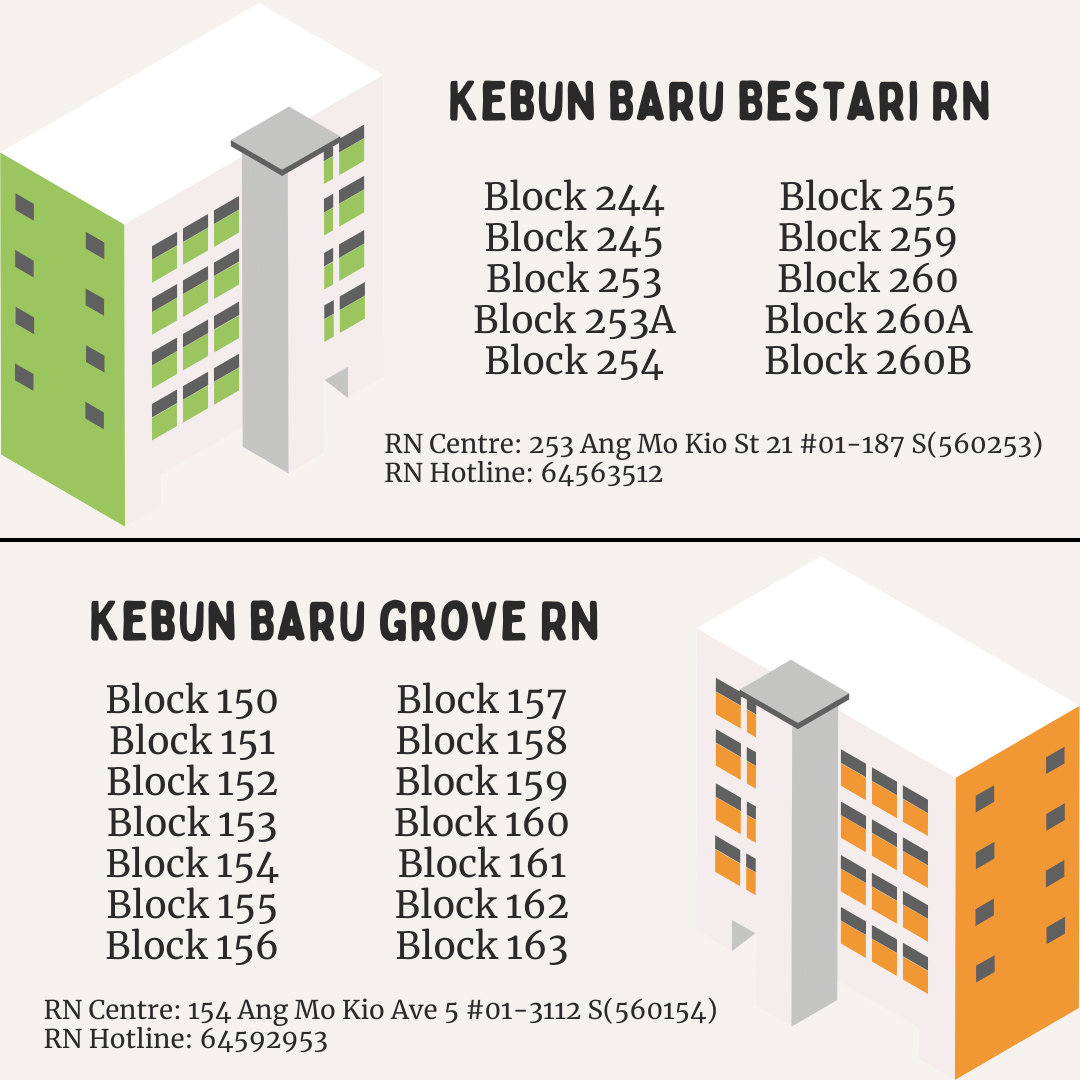 KEBUN BARU BESTARI RN
Block 244
Block 245
Block 253
Block 253A
Block 254
Block 255
Block 259
Block 260
Block 260A
Block 260B
RN Centre: 253 Ang Mo Kio St 21 #01-187 S(560253)
RN Hotline: 64563512
KEBUN BARU GROVE RN
Block 150
Block 151
Block 152
Block 153
Block 154
Block 155
Block 156
Block 157
Block 158
Block 159
Block 160
Block 161
Block 162
Block 163
RN Centre: 154 Ang Mo Kio Ave 5 #01-3112 S(560154)
RN Hotline: 64592953